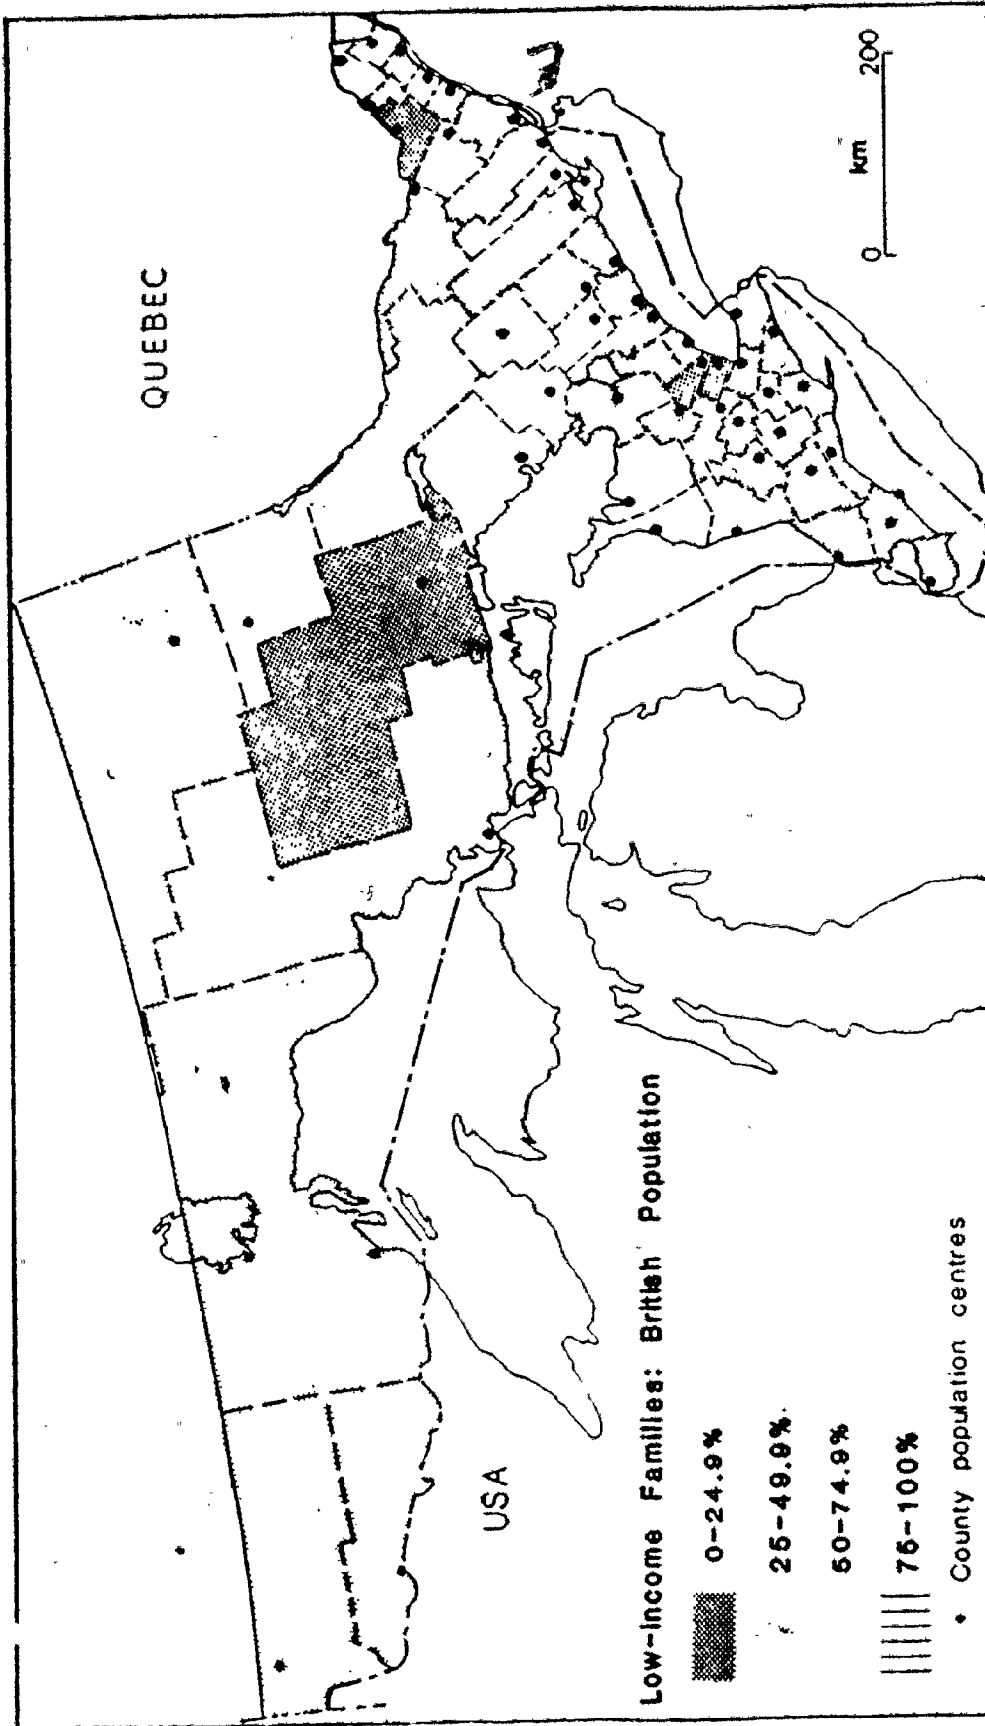 QUEBEC
USA
200
km
0
Low-Income Families: British Population
0-24.9%
25-49.9%
50-74.9%
75-100%
County population centres